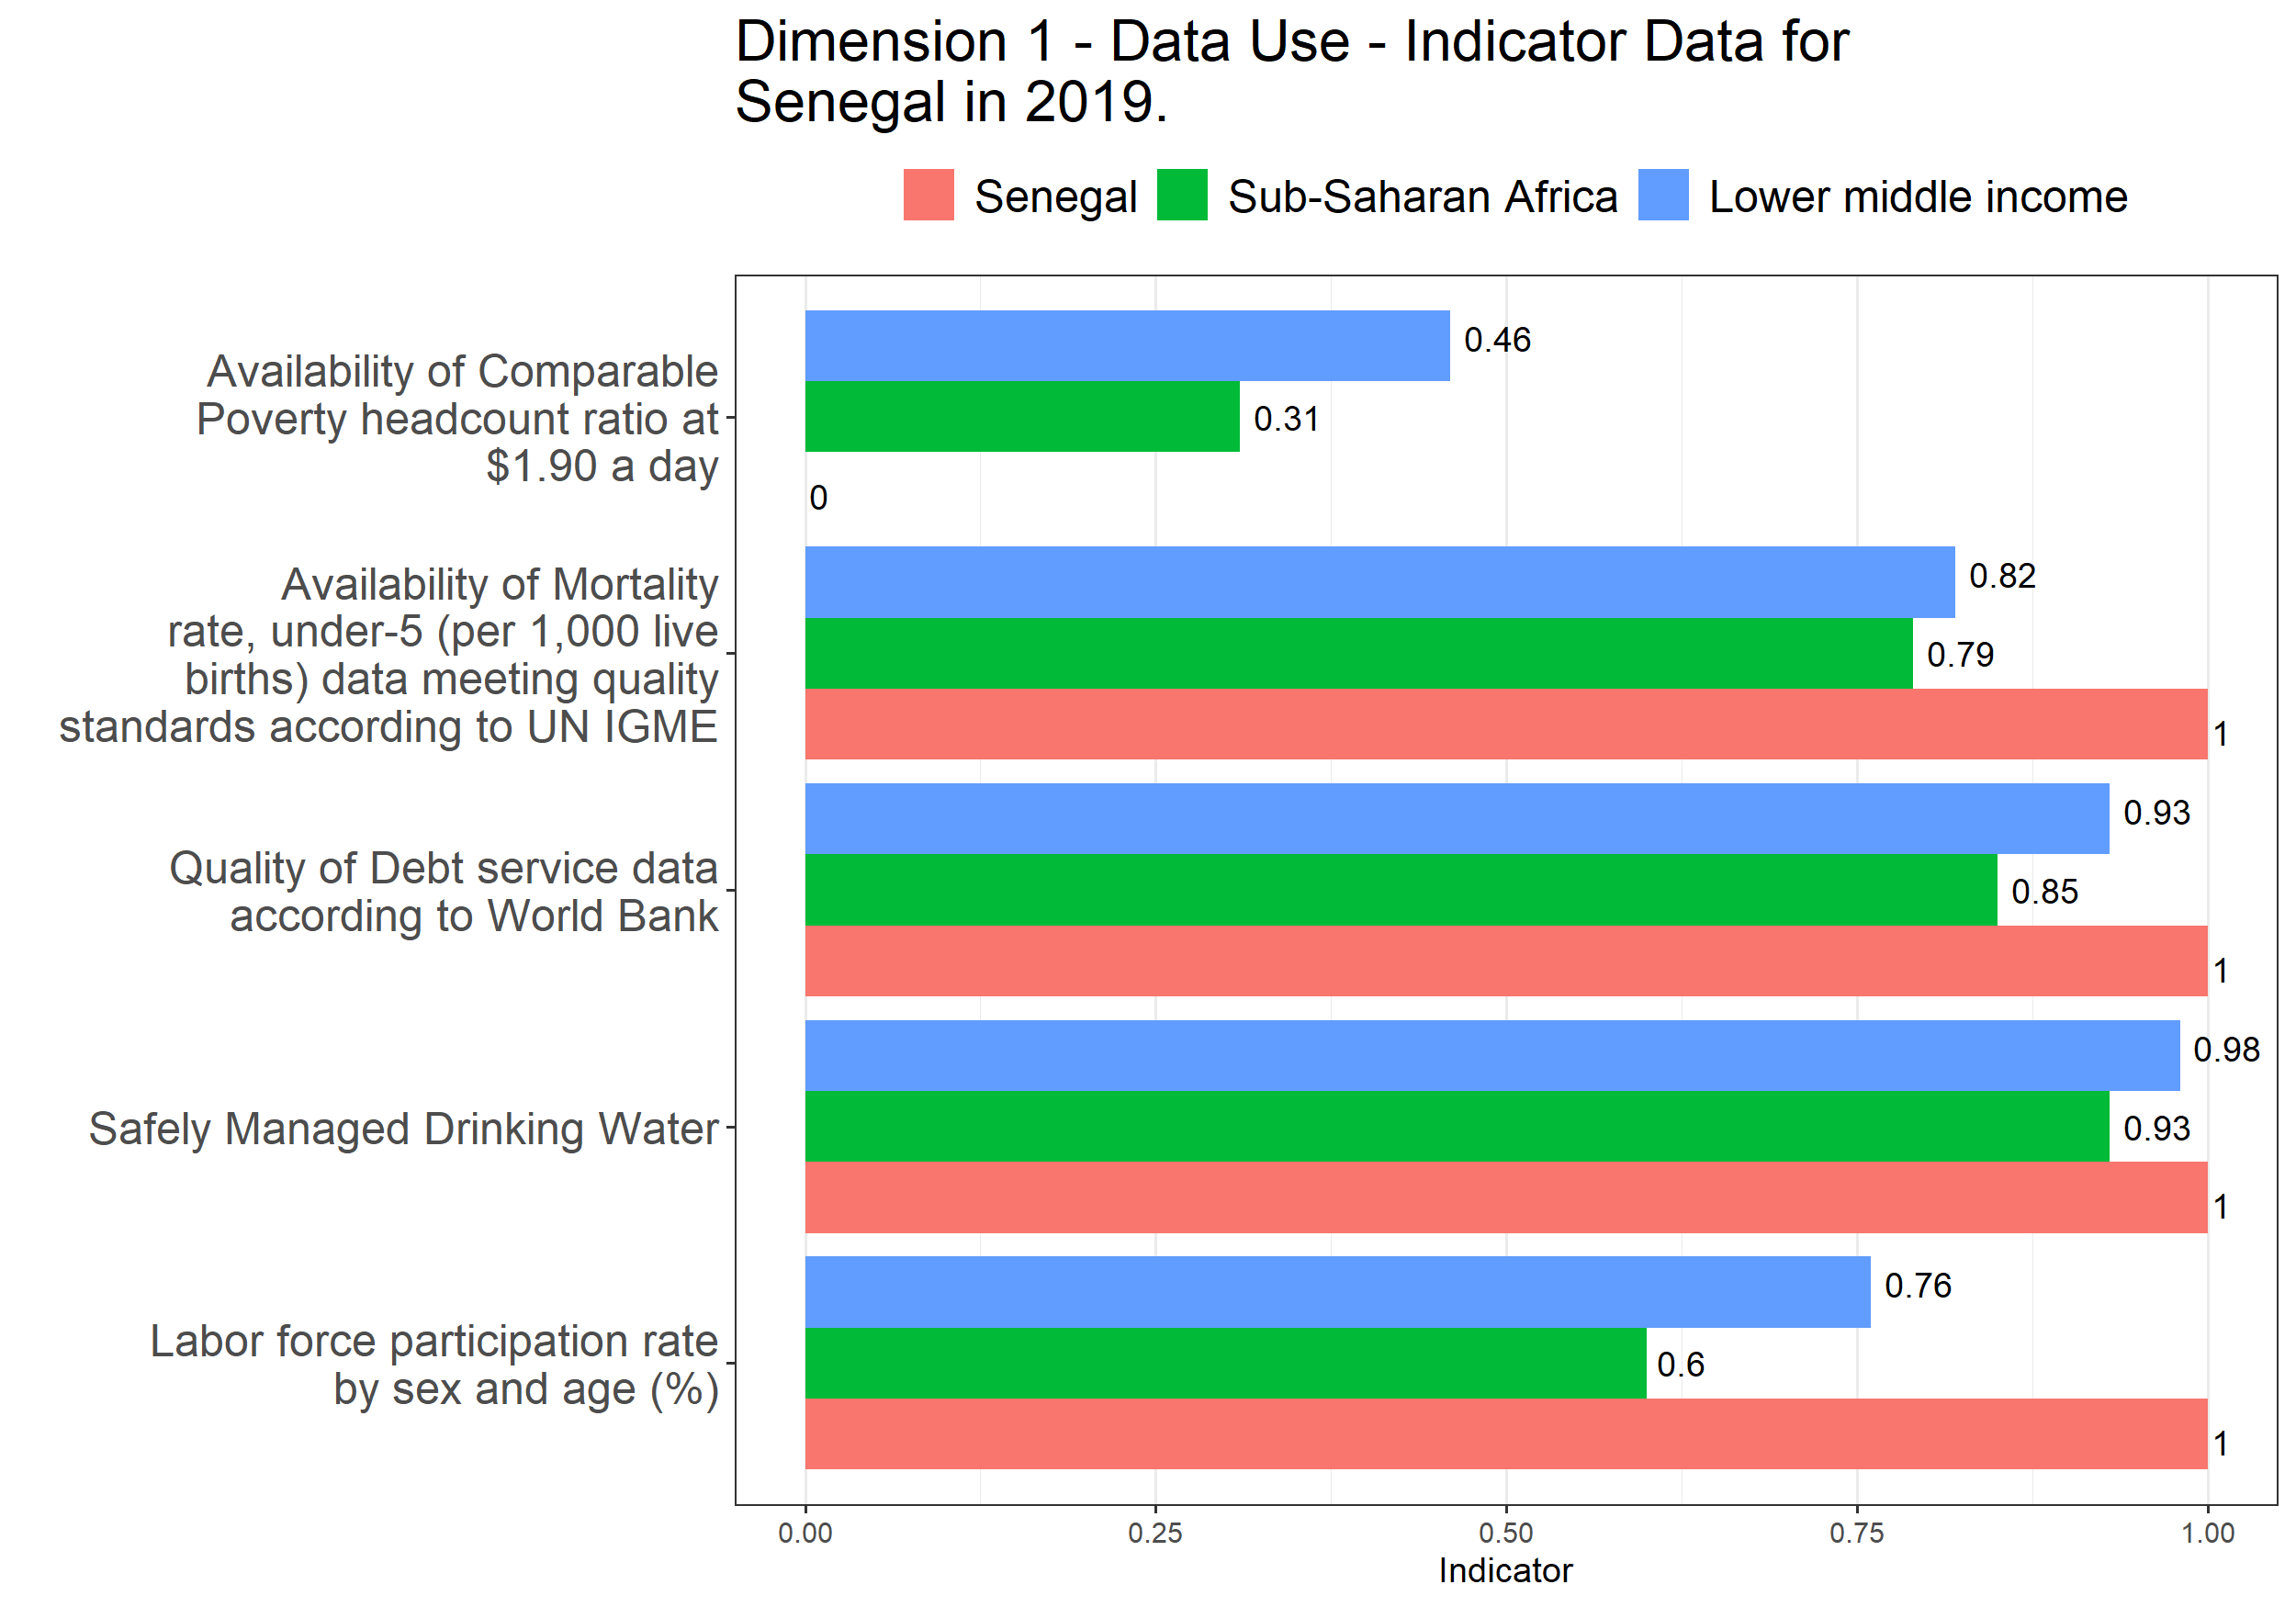 Dimension 1 - Data Use - Indicator Data for
Senegal in 2019.
Senegal
Sub-Saharan Africa
Lower middle income
Availability of Comparable
Poverty headcount ratio at
$1.90 a day
0.46
0.31
0
Availability of Mortality
rate, under-5 (per 1,000 live
births) data meeting quality
standards according to UN IGME
0.82
0.79
1
Quality of Debt service data
according to World Bank
0.93
0.85
1
Safely Managed Drinking Water
0.98
0.93
1
Labor force participation rate
by sex and age (%)
0.76
0.6
1
0.00
0.25
0.50
0.75
1.00
Indicator